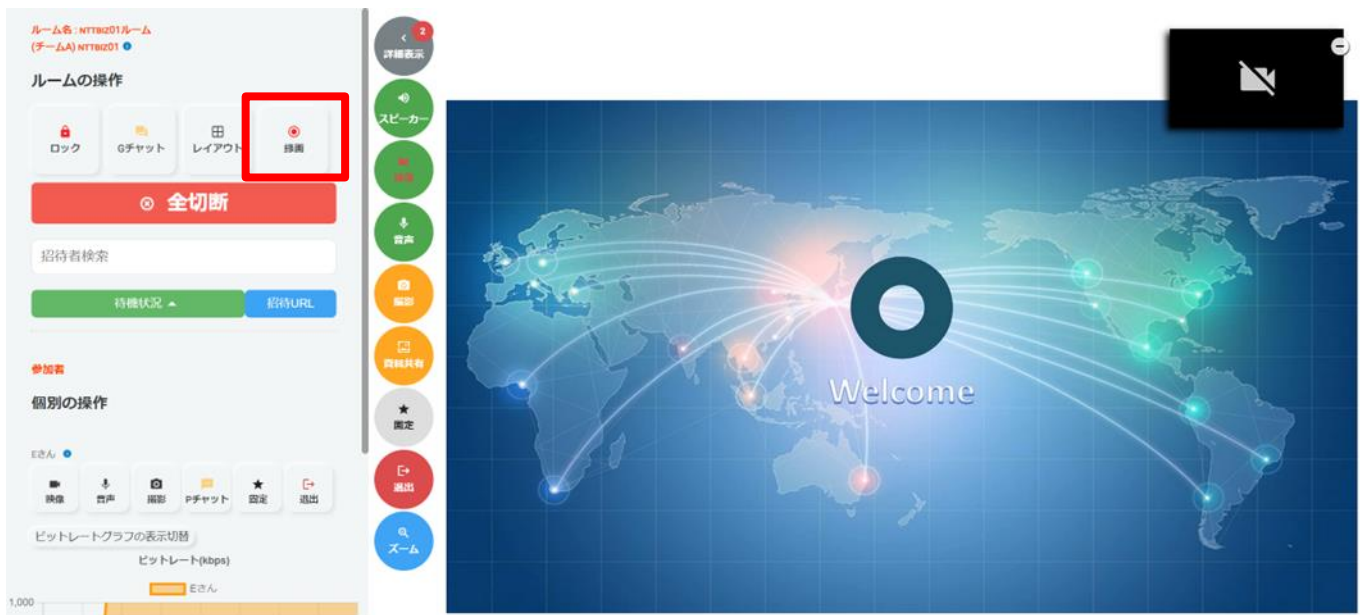 ルーム名 : NTTBIZ01ルーム
(チームA) NTTBIZ01
ルームの操作
ロック
Gチャット
レイアウト
録画
全切断
招待者検索
待機状況
招待URL
参加者
個別の操作
Eさん
映像
音声
撮影
Pチャット
固定
退出
ビットレートグラフの表示切替
ビットレート(kbps)
Eさん
1,000
2
詳細表示
スピーカー
映像
音声
撮影
資料共有
固定
退出
ズーム
Welcome